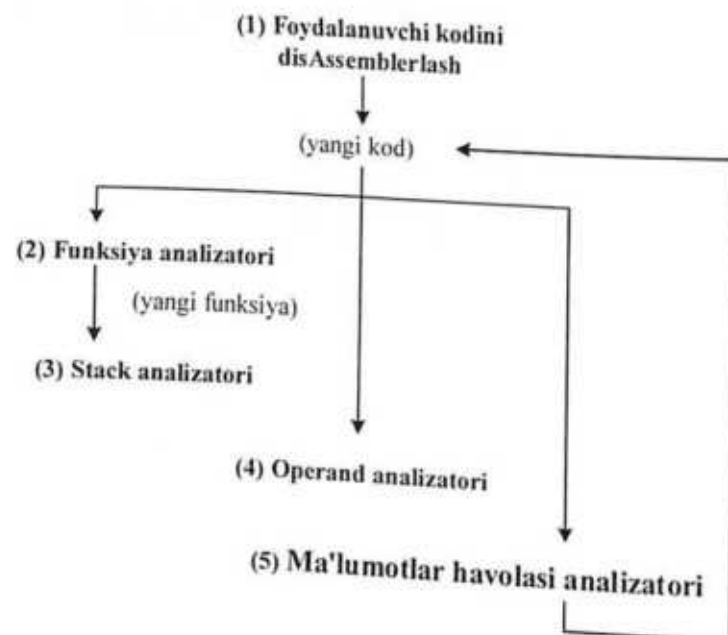 (1) Foydalanuvchi kodini
disAssemblerlash
(yangi kod)
(2) Funksiya analizatori
(yangi funksiya)
(3) Stack analizatori
(4) Operand analizatori
(5) Ma'lumotlar havolasi analizatori